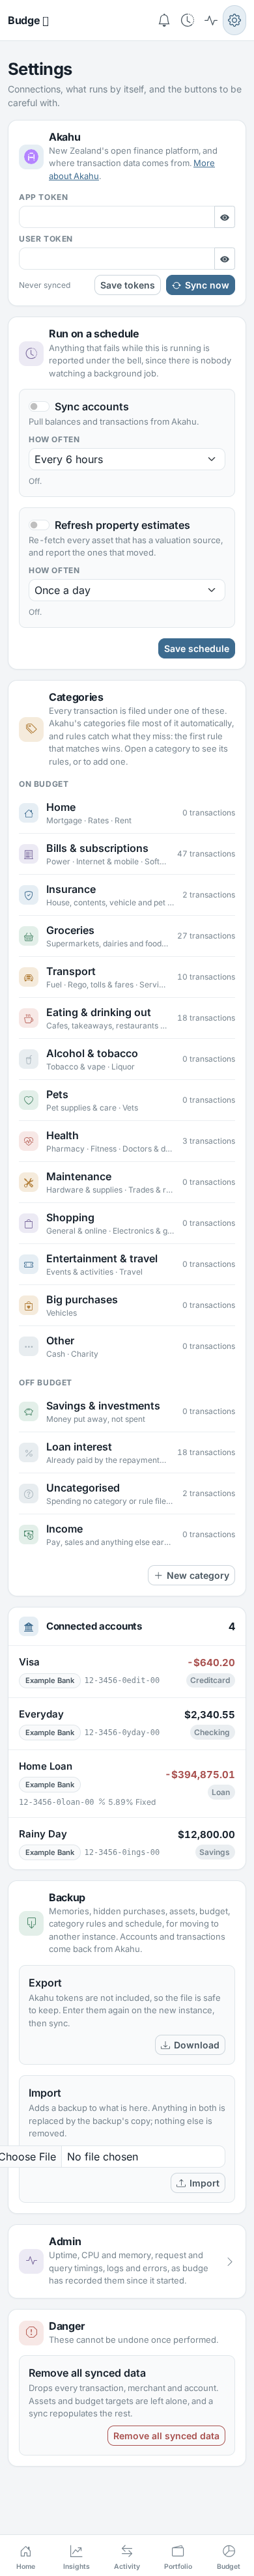 Budge
Settings
Connections, what runs by itself, and the buttons to be
careful with.
Akahu
New Zealand's open finance platform, and
where transaction data comes from. More
about Akahu.
APP TOKEN
USER TOKEN
Never synced
Save tokens
Sync now
Run on a schedule
Anything that fails while this is running is
reported under the bell, since there is nobody
watching a background job.
Sync accounts
Pull balances and transactions from Akahu.
HOW OFTEN
Every 6 hours
Off.
Refresh property estimates
Re-fetch every asset that has a valuation source,
and report the ones that moved.
HOW OFTEN
Once a day
Off.
Save schedule
Categories
Every transaction is filed under one of these.
Akahu's categories file most of it automatically,
and rules catch what they miss: the first rule
that matches wins. Open a category to see its
rules, or to add one.
ON BUDGET
Home
Mortgage · Rates · Rent
0 transactions
Bills & subscriptions
Power · Internet & mobile · Soft...
47 transactions
Insurance
House, contents, vehicle and pet ...
2 transactions
Groceries
Supermarkets, dairies and food...
27 transactions
Transport
Fuel · Rego, tolls & fares · Servi...
10 transactions
Eating & drinking out
Cafes, takeaways, restaurants ...
18 transactions
Alcohol & tobacco
Tobacco & vape · Liquor
0 transactions
Pets
Pet supplies & care · Vets
0 transactions
Health
Pharmacy · Fitness · Doctors & d...
3 transactions
Maintenance
Hardware & supplies · Trades & r...
0 transactions
Shopping
General & online · Electronics & g...
0 transactions
Entertainment & travel
Events & activities · Travel
0 transactions
Big purchases
Vehicles
0 transactions
Other
Cash · Charity
0 transactions
OFF BUDGET
Savings & investments
Money put away, not spent
0 transactions
Loan interest
Already paid by the repayment...
18 transactions
Uncategorised
Spending no category or rule file...
2 transactions
Income
Pay, sales and anything else ear...
0 transactions
New category
Connected accounts
4
Visa
-$640.20
Example Bank 12-3456-0edit-00
Creditcard
Everyday
$2,340.55
Example Bank 12-3456-0yday-00
Checking
Home Loan
-$394,875.01
Example Bank
Loan
12-3456-0loan-00 % 5.89% Fixed
Rainy Day
$12,800.00
Example Bank 12-3456-0ings-00
Savings
Backup
Memories, hidden purchases, assets, budget,
category rules and schedule, for moving to
another instance. Accounts and transactions
come back from Akahu.
Export
Akahu tokens are not included, so the file is safe
to keep. Enter them again on the new instance,
then sync.
Download
Import
Adds a backup to what is here. Anything in both is
replaced by the backup's copy; nothing else is
removed.
Choose File No file chosen
Import
Admin
Uptime, CPU and memory, request and
query timings, logs and errors, as budge
has recorded them since it started.
Danger
These cannot be undone once performed.
Remove all synced data
Drops every transaction, merchant and account.
Assets and budget targets are left alone, and a
sync repopulates the rest.
Remove all synced data
Home
Insights
Activity
Portfolio
Budget